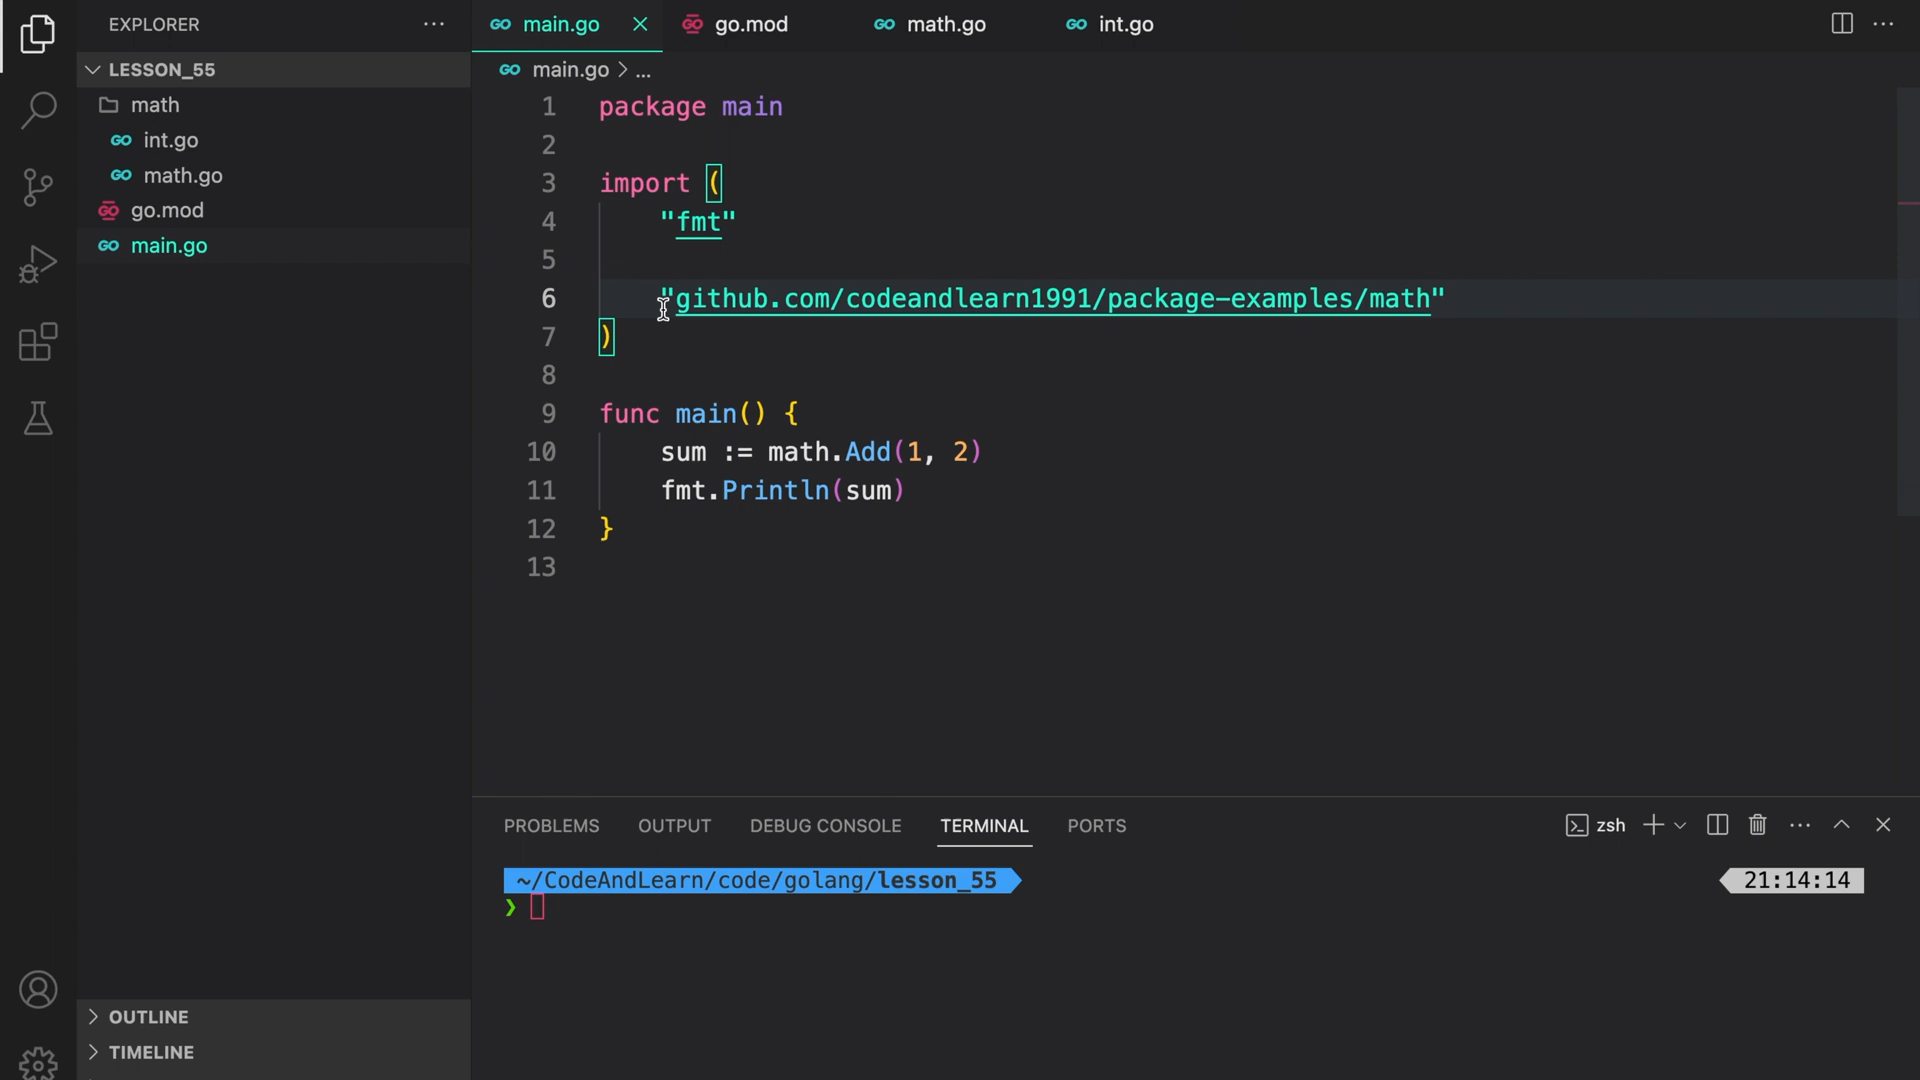 EXPLORER
LESSON_55
math
int.go
math.go
go.mod
main.go
OUTLINE
TIMELINE
main.go go.mod math.go int.go
main.go > ...
1 package main
2
3 import (
4 "fmt"
5
6 "github.com/codeandlearn1991/package-examples/math"
7 )
8
9 func main() {
10 sum := math.Add(1, 2)
11 fmt.Println(sum)
12 }
13
PROBLEMS OUTPUT DEBUG CONSOLE TERMINAL PORTS zsh
~/CodeAndLearn/code/golang/lesson_55 21:14:14
❯